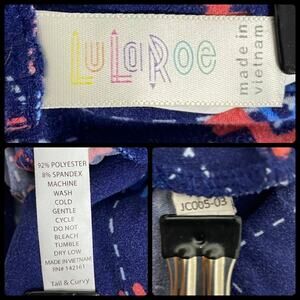 LuLaRoe
made in
vietnam
92% POLYESTER
8% SPANDEX
MACHINE
WASH
COLD
GENTLE
CYCLE
DO NOT
BLEACH
TUMBLE
DRY LOW
MADE IN VIETNAM
RN# 142161
Tall & Curvy
JC005-03